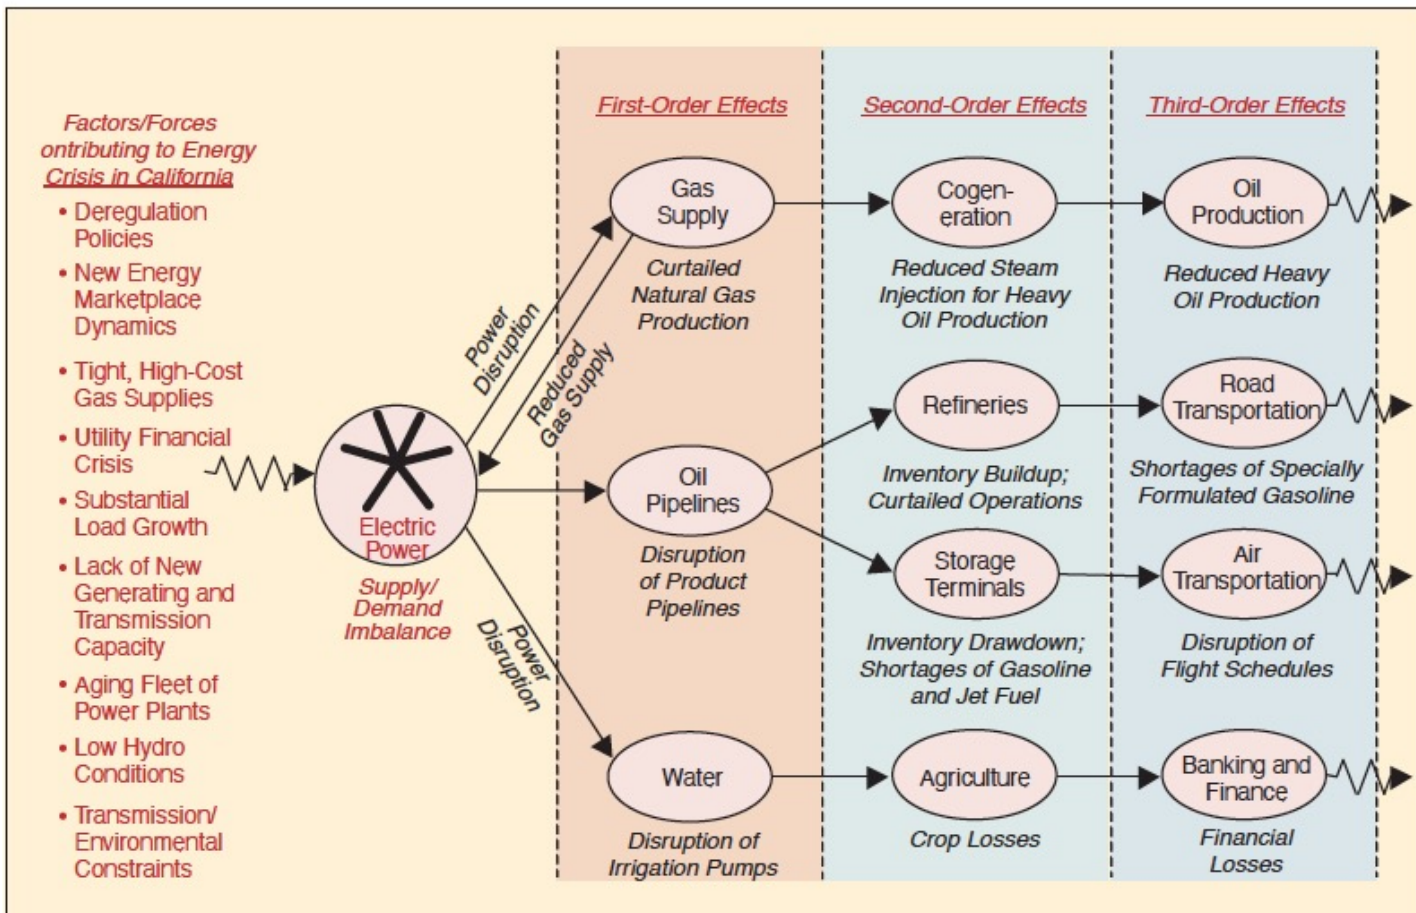 Factors/Forces
ontributing to Energy
Crisis in California
• Deregulation
Policies
• New Energy
Marketplace
Dynamics
• Tight, High-Cost
Gas Supplies
• Utility Financial
Crisis
• Substantial
Load Growth
• Lack of New
Generating and
Transmission
Capacity
• Aging Fleet of
Power Plants
• Low Hydro
Conditions
• Transmission/
Environmental
Constraints
Electric
Power
Supply/
Demand
Imbalance
Power
Disruption
Reduced
Gas Supply
Power
Disruption
First-Order Effects
Gas
Supply
Curtailed
Natural Gas
Production
Oil
Pipelines
Disruption
of Product
Pipelines
Water
Disruption of
Irrigation Pumps
Second-Order Effects
Cogen-
eration
Reduced Steam
Injection for Heavy
Oil Production
Refineries
Inventory Buildup;
Curtailed Operations
Storage
Terminals
Inventory Drawdown;
Shortages of Gasoline
and Jet Fuel
Agriculture
Crop Losses
Third-Order Effects
Oil
Production
Reduced Heavy
Oil Production
Road
Transportation
Shortages of Specially
Formulated Gasoline
Air
Transportation
Disruption of
Flight Schedules
Banking and
Finance
Financial
Losses